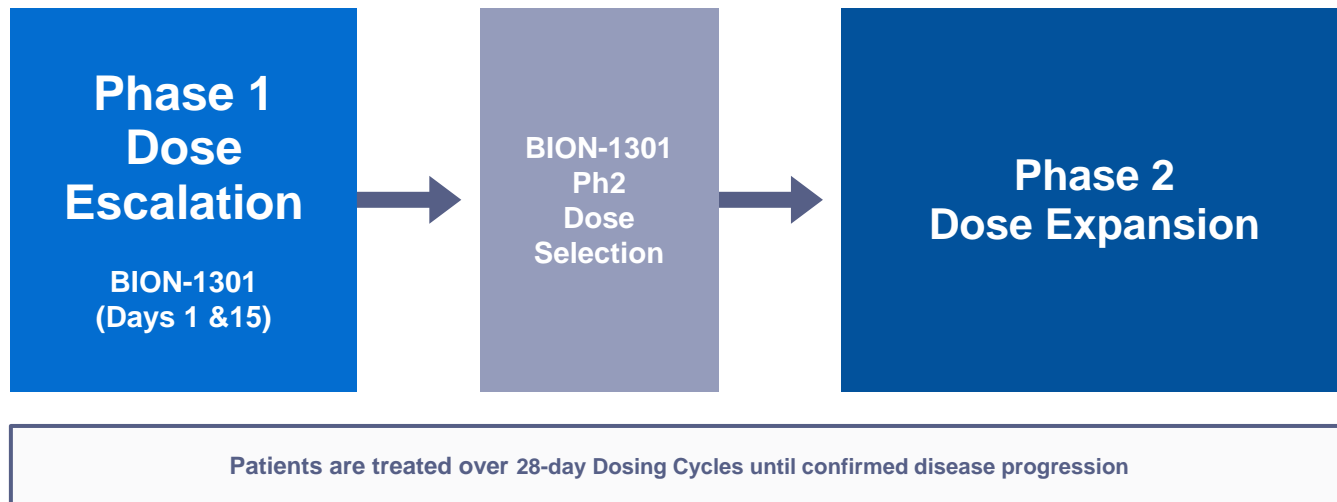 Phase 1
Dose
Escalation
BION-1301
(Days 1 &15)
BION-1301
Ph2
Dose
Selection
Phase 2
Dose Expansion
Patients are treated over 28-day Dosing Cycles until confirmed disease progression